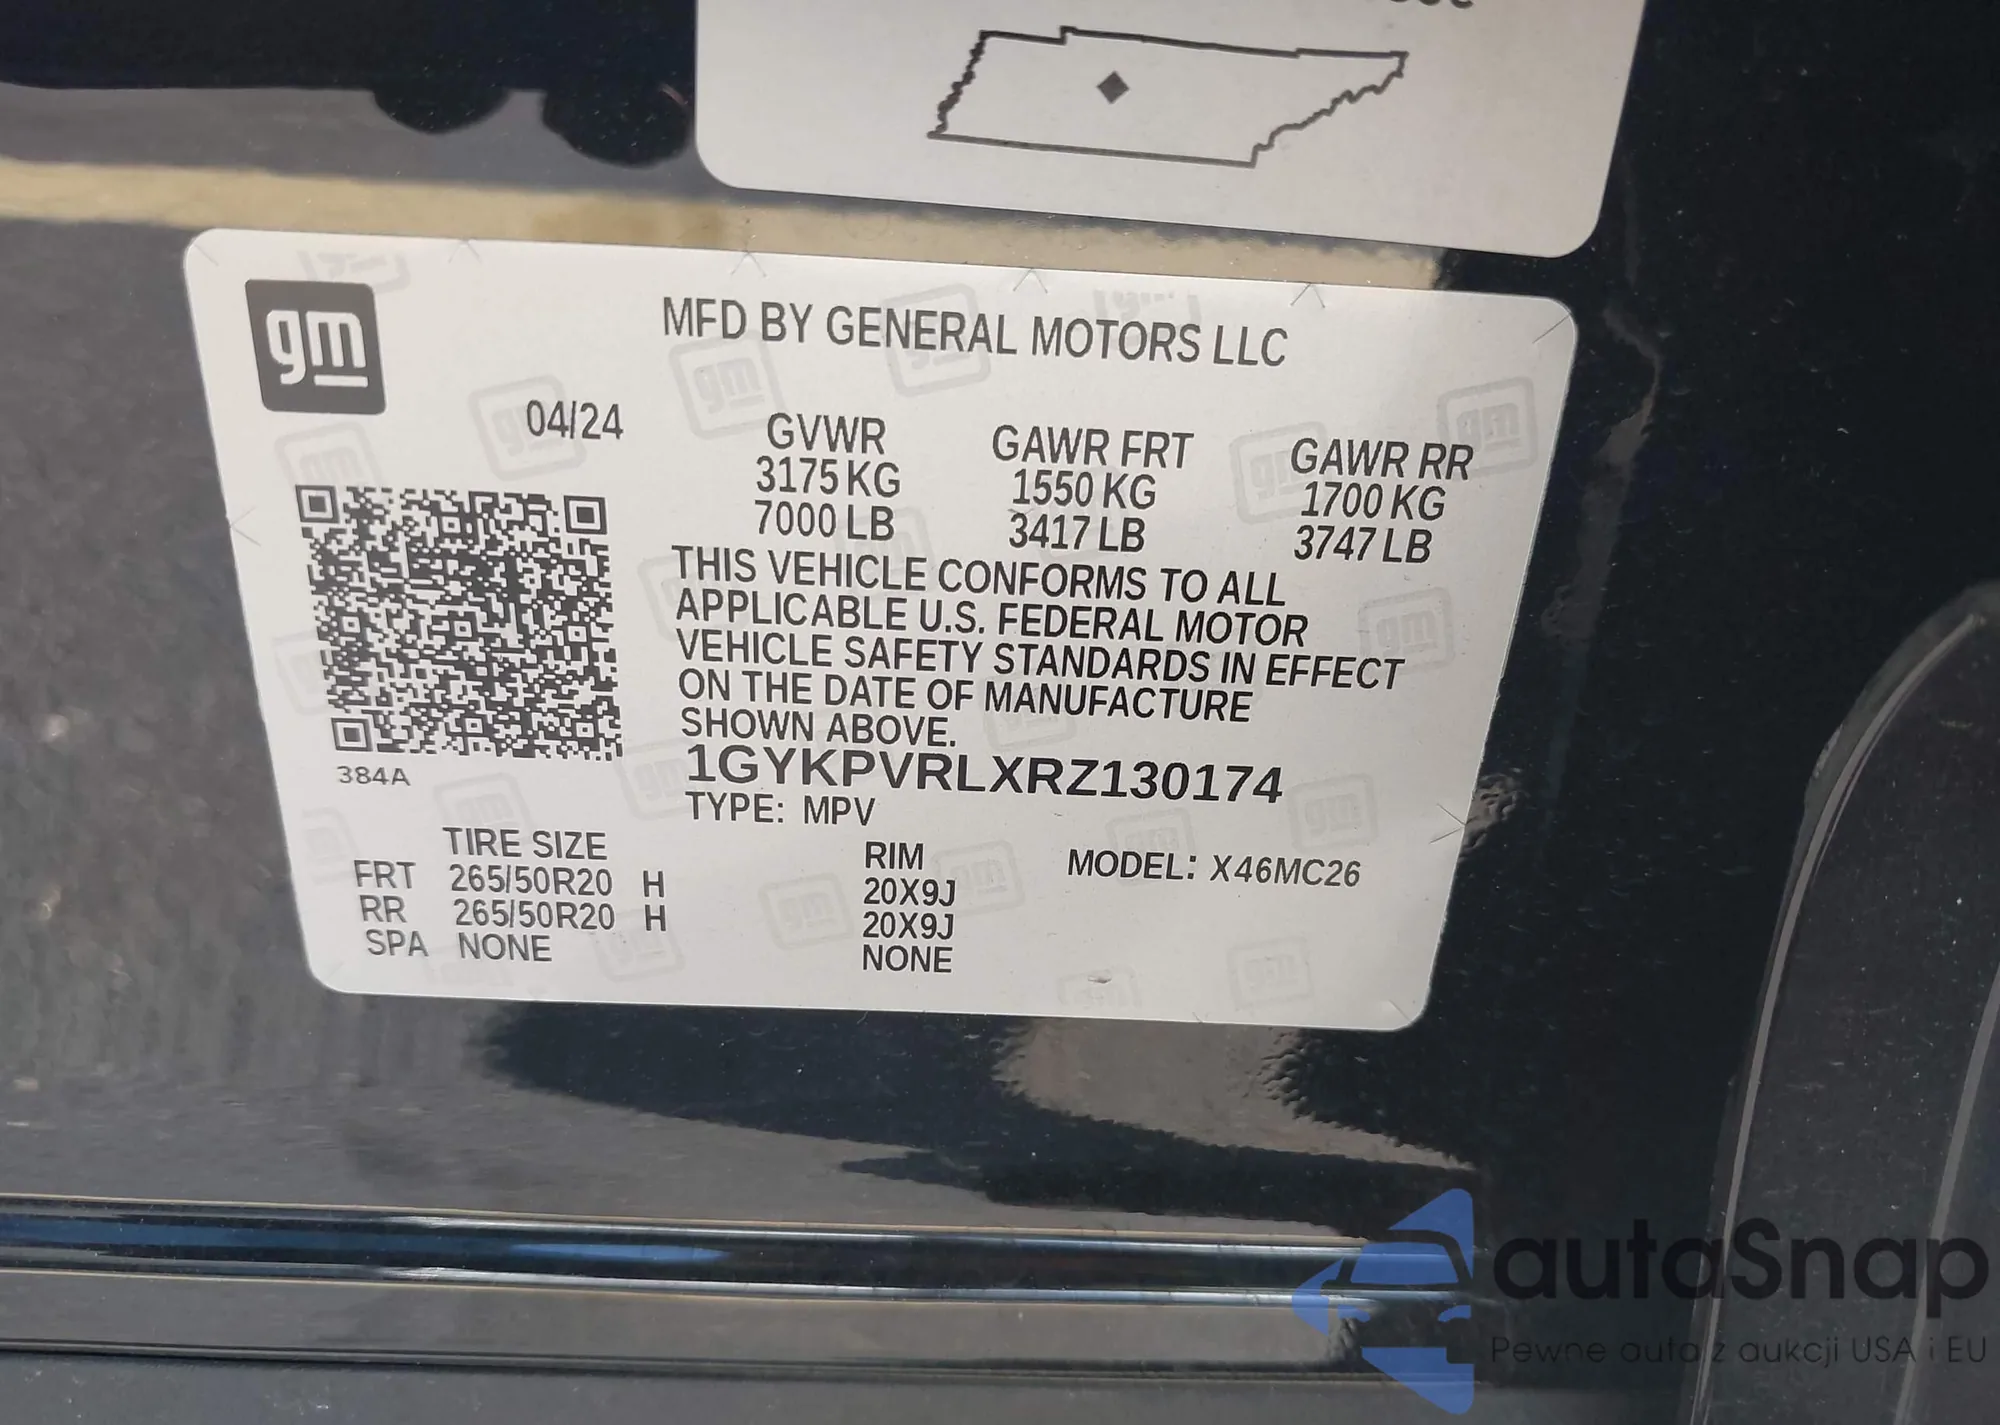 gm
MFD BY GENERAL MOTORS LLC
04/24
GVWR GAWR FRT GAWR RR
3175 KG 1550 KG 1700 KG
7000 LB 3417 LB 3747 LB
THIS VEHICLE CONFORMS TO ALL
APPLICABLE U.S. FEDERAL MOTOR
VEHICLE SAFETY STANDARDS IN EFFECT
ON THE DATE OF MANUFACTURE
SHOWN ABOVE.
384A
1GYKPVRLXRZ130174
TYPE: MPV
TIRE SIZE RIM MODEL: X46MC26
FRT 265/50R20 H 20X9J
RR 265/50R20 H 20X9J
SPA NONE NONE
autaSnap
Pewne auta z aukcji USA i EU